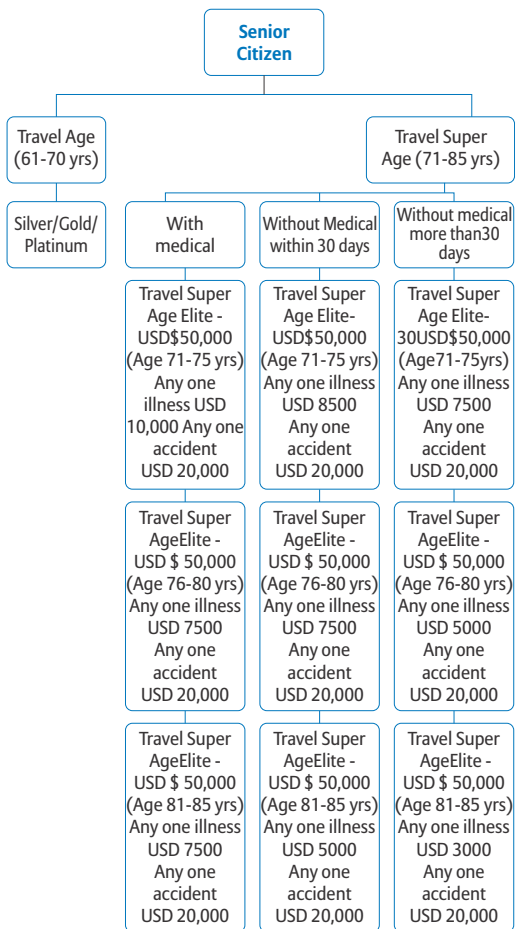 Senior
Citizen
Travel Age
(61-70 yrs)
Travel Super
Age (71-85 yrs)
Silver/Gold/
Platinum
With
medical
Without Medical
within 30 days
Without medical
more than30
days
Travel Super
Age Elite -
USD$50,000
(Age 71-75 yrs)
Any one
illness USD
10,000 Any one
accident
USD 20,000
Travel Super
Age Elite-
USD$50,000
(Age 71-75 yrs)
Any one illness
USD 8500
Any one
accident
USD 20,000
Travel Super
Age Elite-
30USD$50,000
(Age71-75yrs)
Any one illness
USD 7500
Any one
accident
USD 20,000
Travel Super
AgeElite -
USD $ 50,000
(Age 76-80 yrs)
Any one illness
USD 7500
Any one
accident
USD 20,000
Travel Super
AgeElite -
USD $ 50,000
(Age 76-80 yrs)
Any one illness
USD 7500
Any one
accident
USD 20,000
Travel Super
AgeElite -
USD $ 50,000
(Age 76-80 yrs)
Any one illness
USD 5000
Any one
accident
USD 20,000
Travel Super
AgeElite -
USD $ 50,000
(Age 81-85 yrs)
Any one illness
USD 7500
Any one
accident
USD 20,000
Travel Super
AgeElite -
USD $ 50,000
(Age 81-85 yrs)
Any one illness
USD 5000
Any one
accident
USD 20,000
Travel Super
AgeElite -
USD $ 50,000
(Age 81-85 yrs)
Any one illness
USD 3000
Any one
accident
USD 20,000